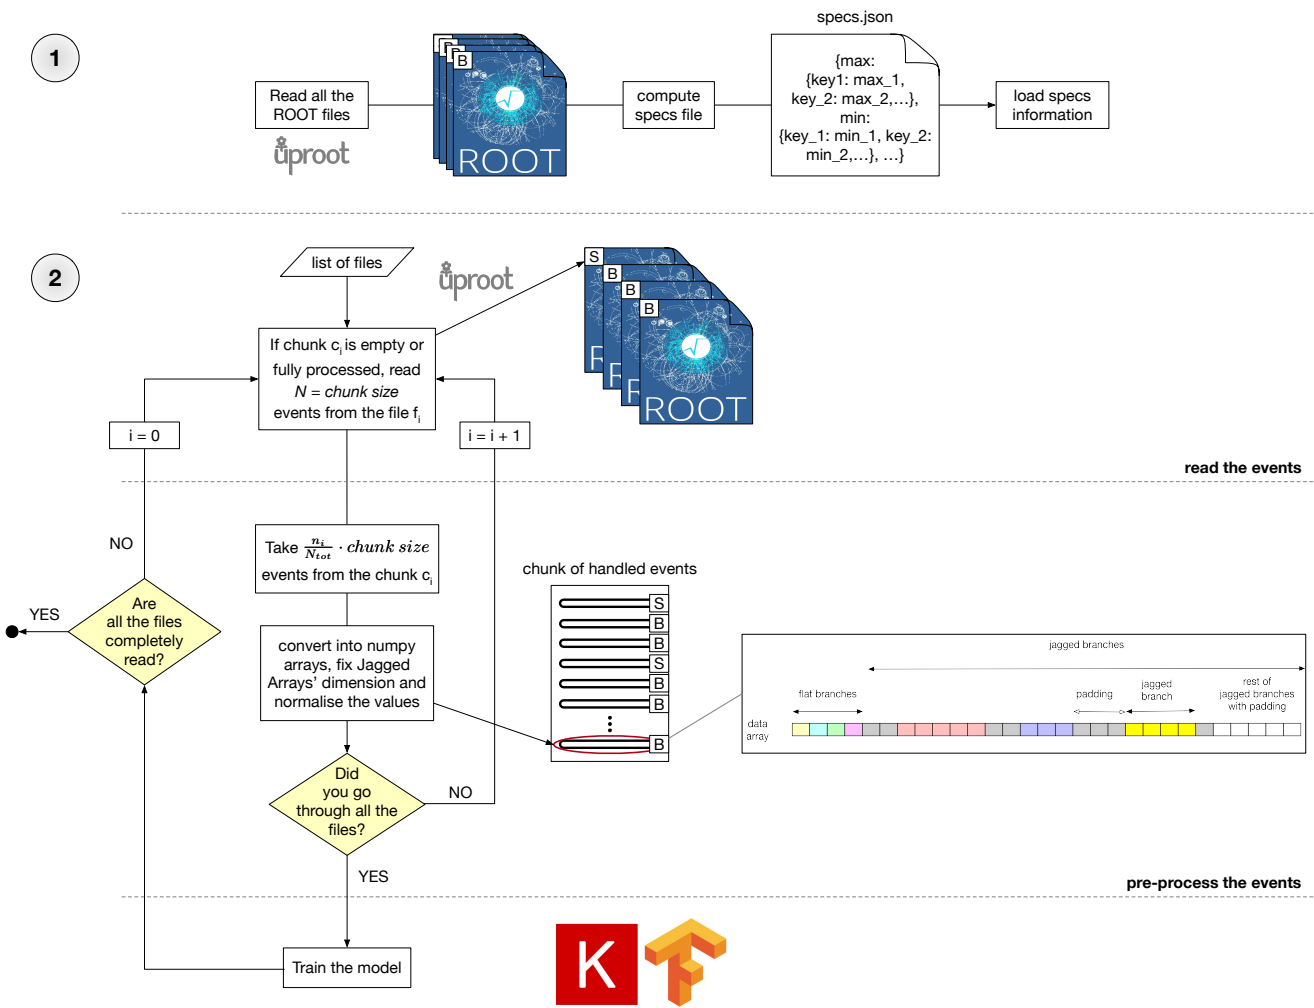 1
specs.json
Read all the
ROOT files
uproot
B
B
B
B
ROOT
compute
specs file
{max:
{key1: max_1,
key_2: max_2,...},
min:
{key_1: min_1, key_2:
min_2,...}, ...}
load specs
information
2
list of files
uproot
S
B
B
B
R
R
R
ROOT
If chunk ci is empty or
fully processed, read
N = chunk size
events from the file fi
i = 0
i = i + 1
read the events
NO
Take n_i/N_tot · chunk size
events from the chunk ci
chunk of handled events
S
B
B
S
B
B
B
YES
Are
all the files
completely
read?
convert into numpy
arrays, fix Jagged
Arrays' dimension and
normalise the values
jagged branches
flat branches
padding
jagged
branch
rest of
jagged branches
with padding
data
array
Did
you go
through all the
files?
NO
YES
pre-process the events
Train the model
K